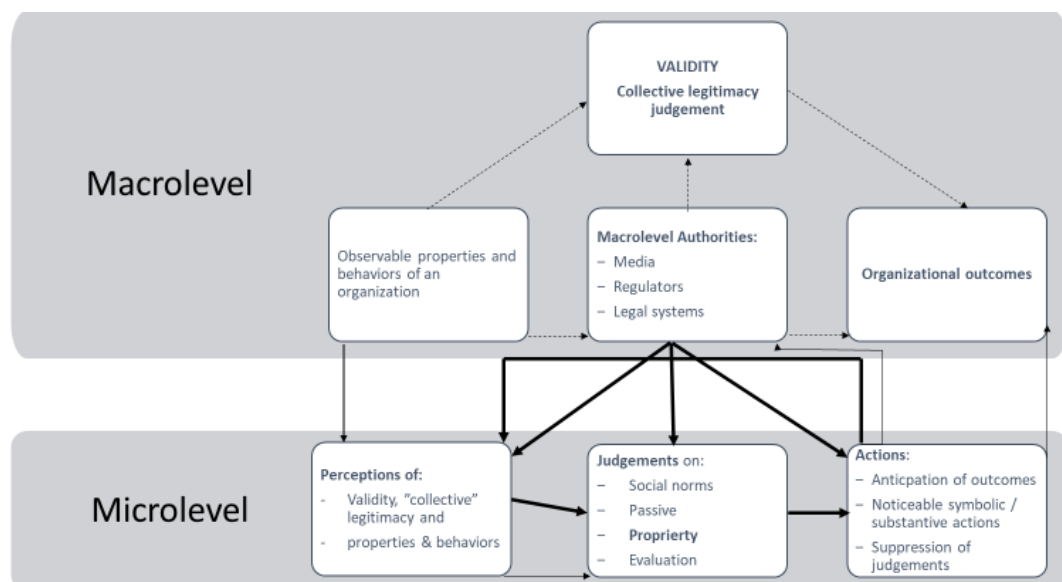 VALIDITY
Collective legitimacy
judgement
Macrolevel
Observable properties and
behaviors of an
organization
Macrolevel Authorities:
– Media
– Regulators
– Legal systems
Organizational outcomes
Microlevel
Perceptions of:
- Validity, ”collective”
legitimacy and
- properties & behaviors
Judgements on:
– Social norms
– Passive
– Proprierty
– Evaluation
Actions:
– Anticpation of outcomes
– Noticeable symbolic /
substantive actions
– Suppression of
judgements